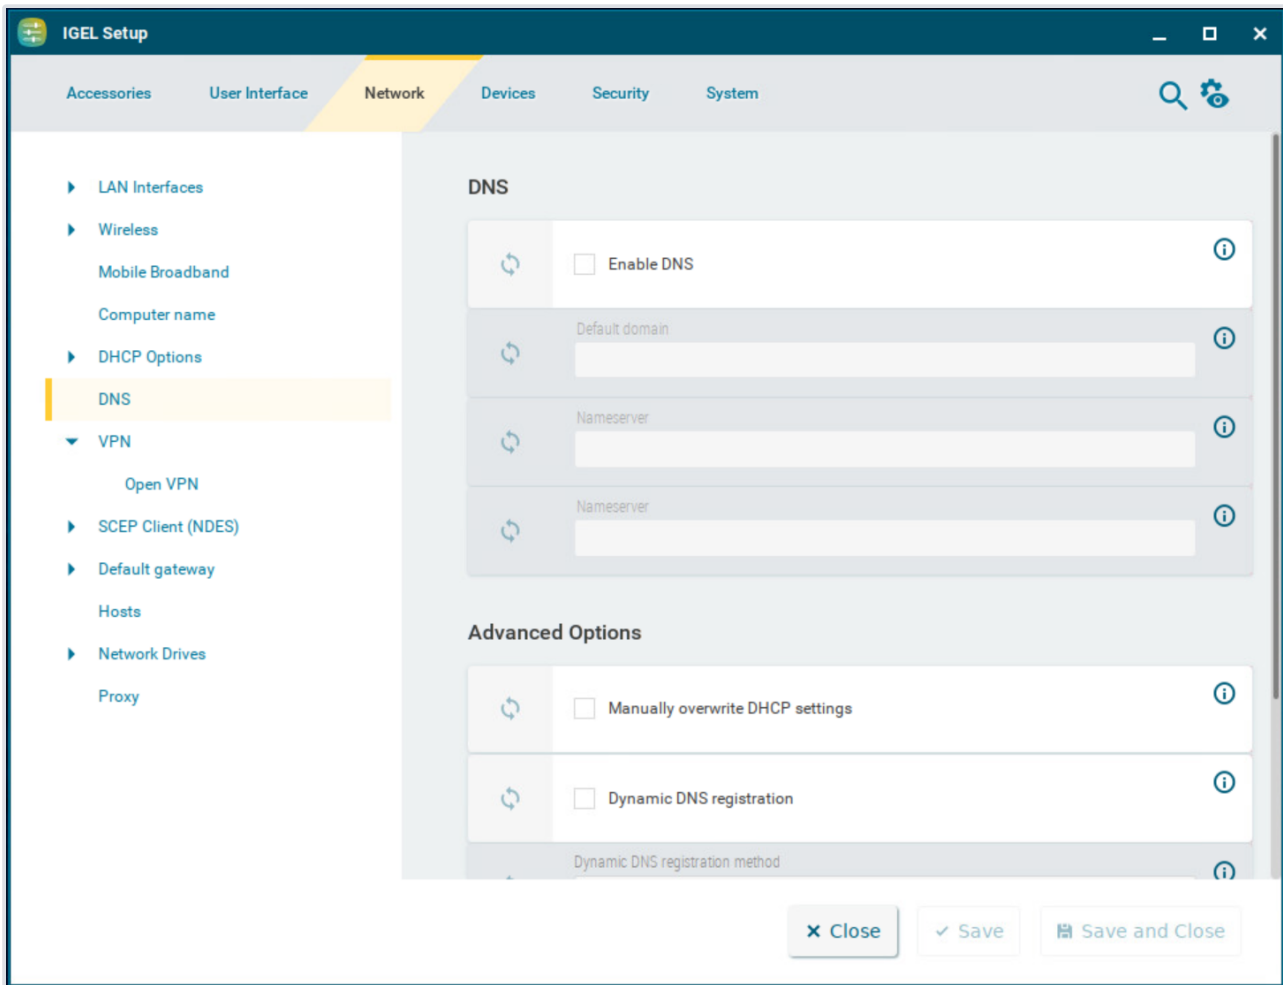 IGEL Setup
Accessories
User Interface
Network
Devices
Security
System
LAN Interfaces
Wireless
Mobile Broadband
Computer name
DHCP Options
DNS
VPN
Open VPN
SCEP Client (NDES)
Default gateway
Hosts
Network Drives
Proxy
DNS
Enable DNS
Default domain
Nameserver
Nameserver
Advanced Options
Manually overwrite DHCP settings
Dynamic DNS registration
Dynamic DNS registration method
Close
Save
Save and Close